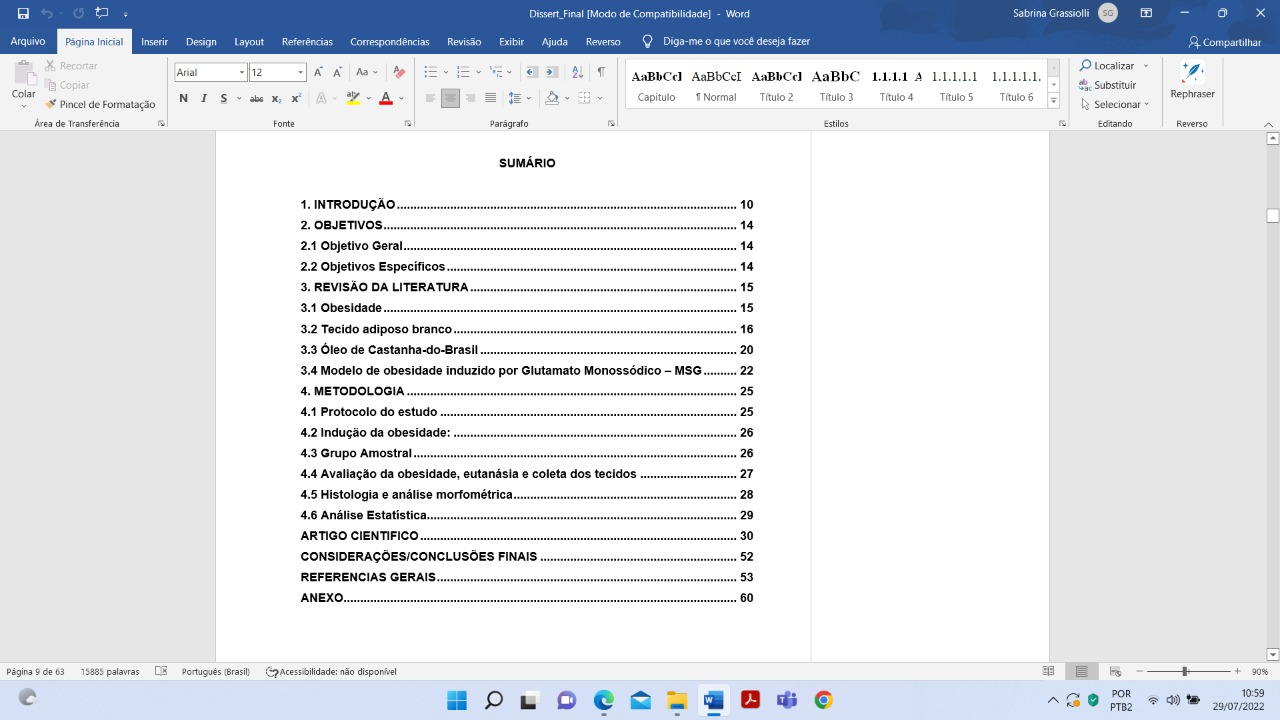 Dissert_Final [Modo de Compatibilidade] - Word
Sabrina Grassiolli
SG
Arquivo Página Inicial Inserir Design Layout Referências Correspondências Revisão Exibir Ajuda Reverso Diga-me o que você deseja fazer Compartilhar
Colar
Recortar
Copiar
Pincel de Formatação
Área de Transferência
Arial 12
N I S abc x₂ x²
Fonte
Parágrafo
AaBbCcI AaBbCcI AaBbCcI AaBbC 1.1.1 A 1.1.1.1.1 1.1.1.1.1.
Capitulo ¶ Normal Título 2 Título 3 Título 4 Título 5 Título 6
Estilos
Localizar
Substituir
Selecionar
Editando
Rephraser
Reverso
SUMÁRIO
1. INTRODUÇÃO 10
2. OBJETIVOS 14
2.1 Objetivo Geral 14
2.2 Objetivos Específicos 14
3. REVISÃO DA LITERATURA 15
3.1 Obesidade 15
3.2 Tecido adiposo branco 16
3.3 Óleo de Castanha-do-Brasil 20
3.4 Modelo de obesidade induzido por Glutamato Monossódico – MSG 22
4. METODOLOGIA 25
4.1 Protocolo do estudo 25
4.2 Indução da obesidade: 26
4.3 Grupo Amostral 26
4.4 Avaliação da obesidade, eutanásia e coleta dos tecidos 27
4.5 Histologia e análise morfométrica 28
4.6 Análise Estatística 29
ARTIGO CIENTIFICO 30
CONSIDERAÇÕES/CONCLUSÕES FINAIS 52
REFERENCIAS GERAIS 53
ANEXO 60
Página 9 de 63 15885 palavras Português (Brasil) Acessibilidade: não disponível 90%
POR
PTB2
10:58
29/07/2022